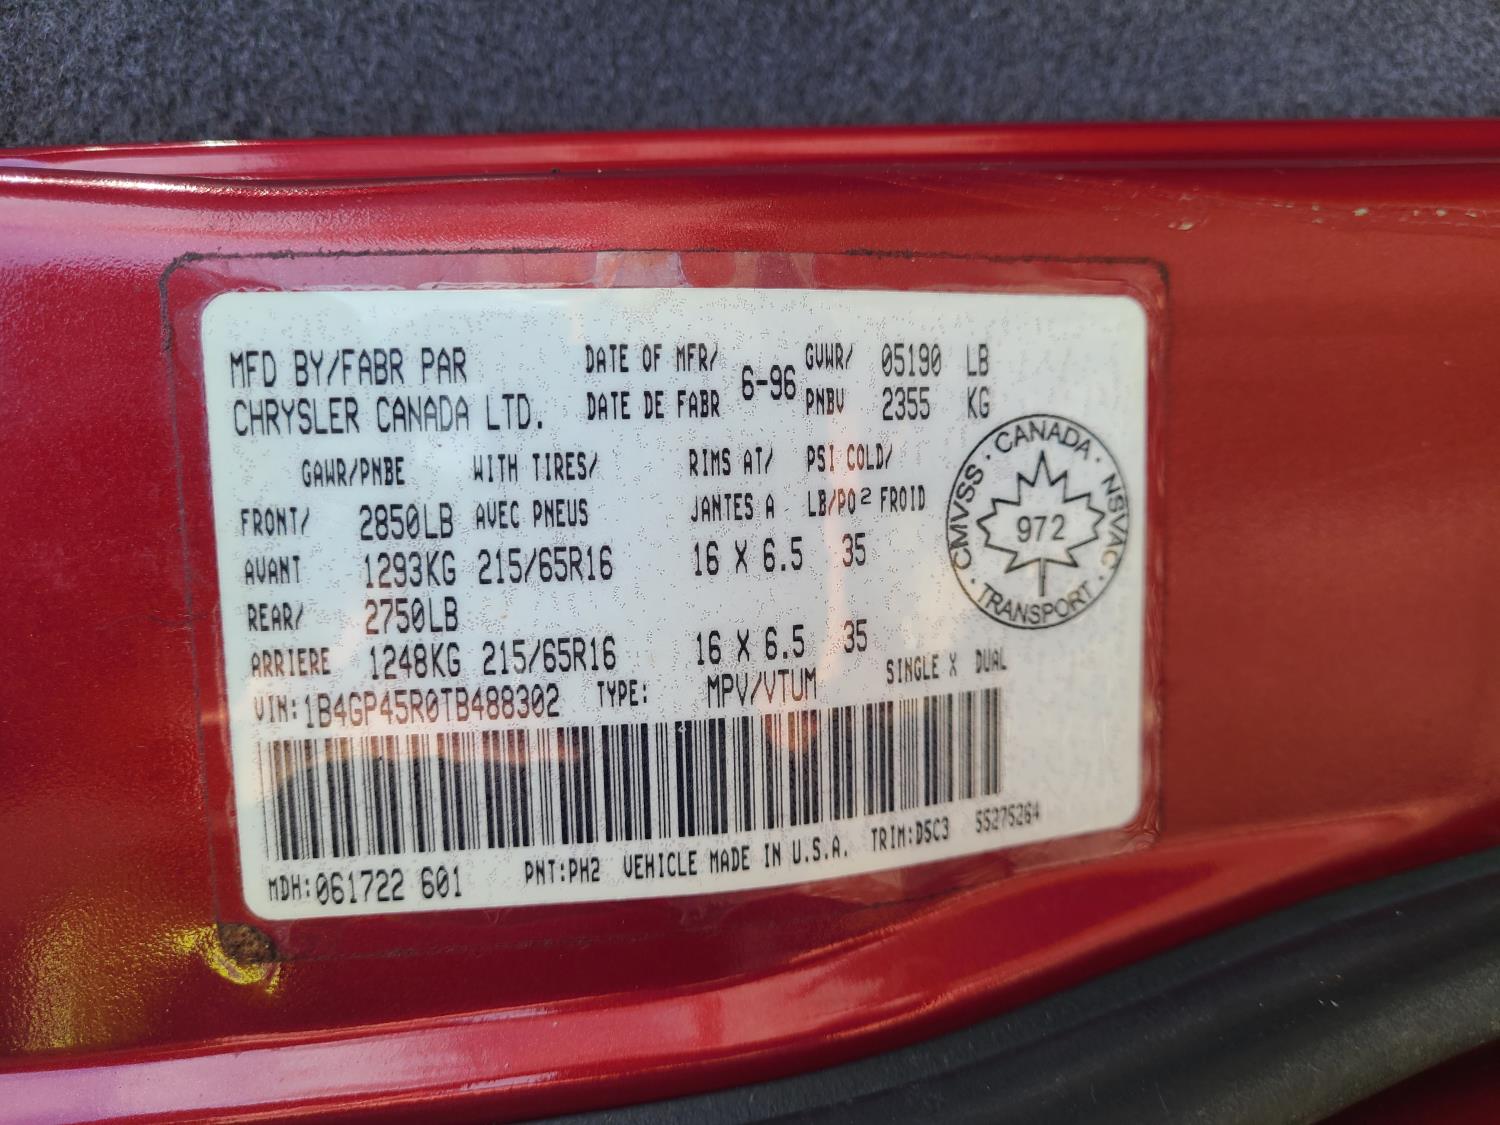 MFD BY/FABR PAR DATE OF MFR/ 6-96 GVWR/ 05190 LB
CHRYSLER CANADA LTD. DATE DE FABR PNBV 2355 KG
GAWR/PNBE WITH TIRES/ RIMS AT/ PSI COLD/
FRONT/ 2850LB AVEC PNEUS JANTES A LB/PO² FROID
AVANT 1293KG 215/65R16 16 X 6.5 35
REAR/ 2750LB
ARRIERE 1248KG 215/65R16 16 X 6.5 35
VIN:1B4GP45R0TB488302 TYPE: MPV/VTUM SINGLE X DUAL
MDH:061722 601 PNT:PH2 VEHICLE MADE IN U.S.A. TRIM:D5C3 55275264
CMVSS · CANADA · NSVAC · TRANSPORT ·
972